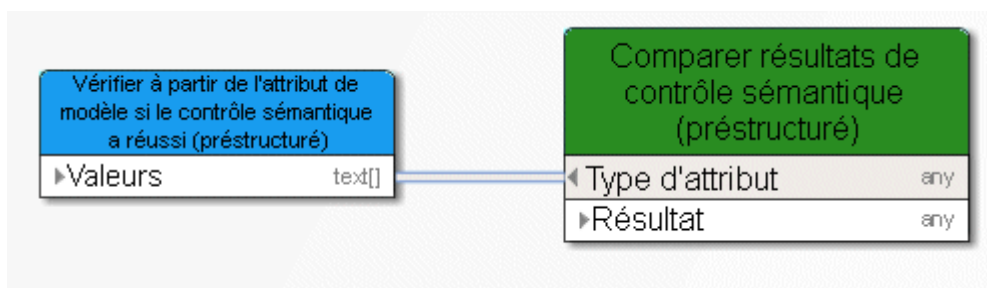 Vérifier à partir de l'attribut de
modèle si le contrôle sémantique
a réussi (préstructuré)
Valeurs text[]
Comparer résultats de
contrôle sémantique
(préstructuré)
Type d'attribut any
Résultat any